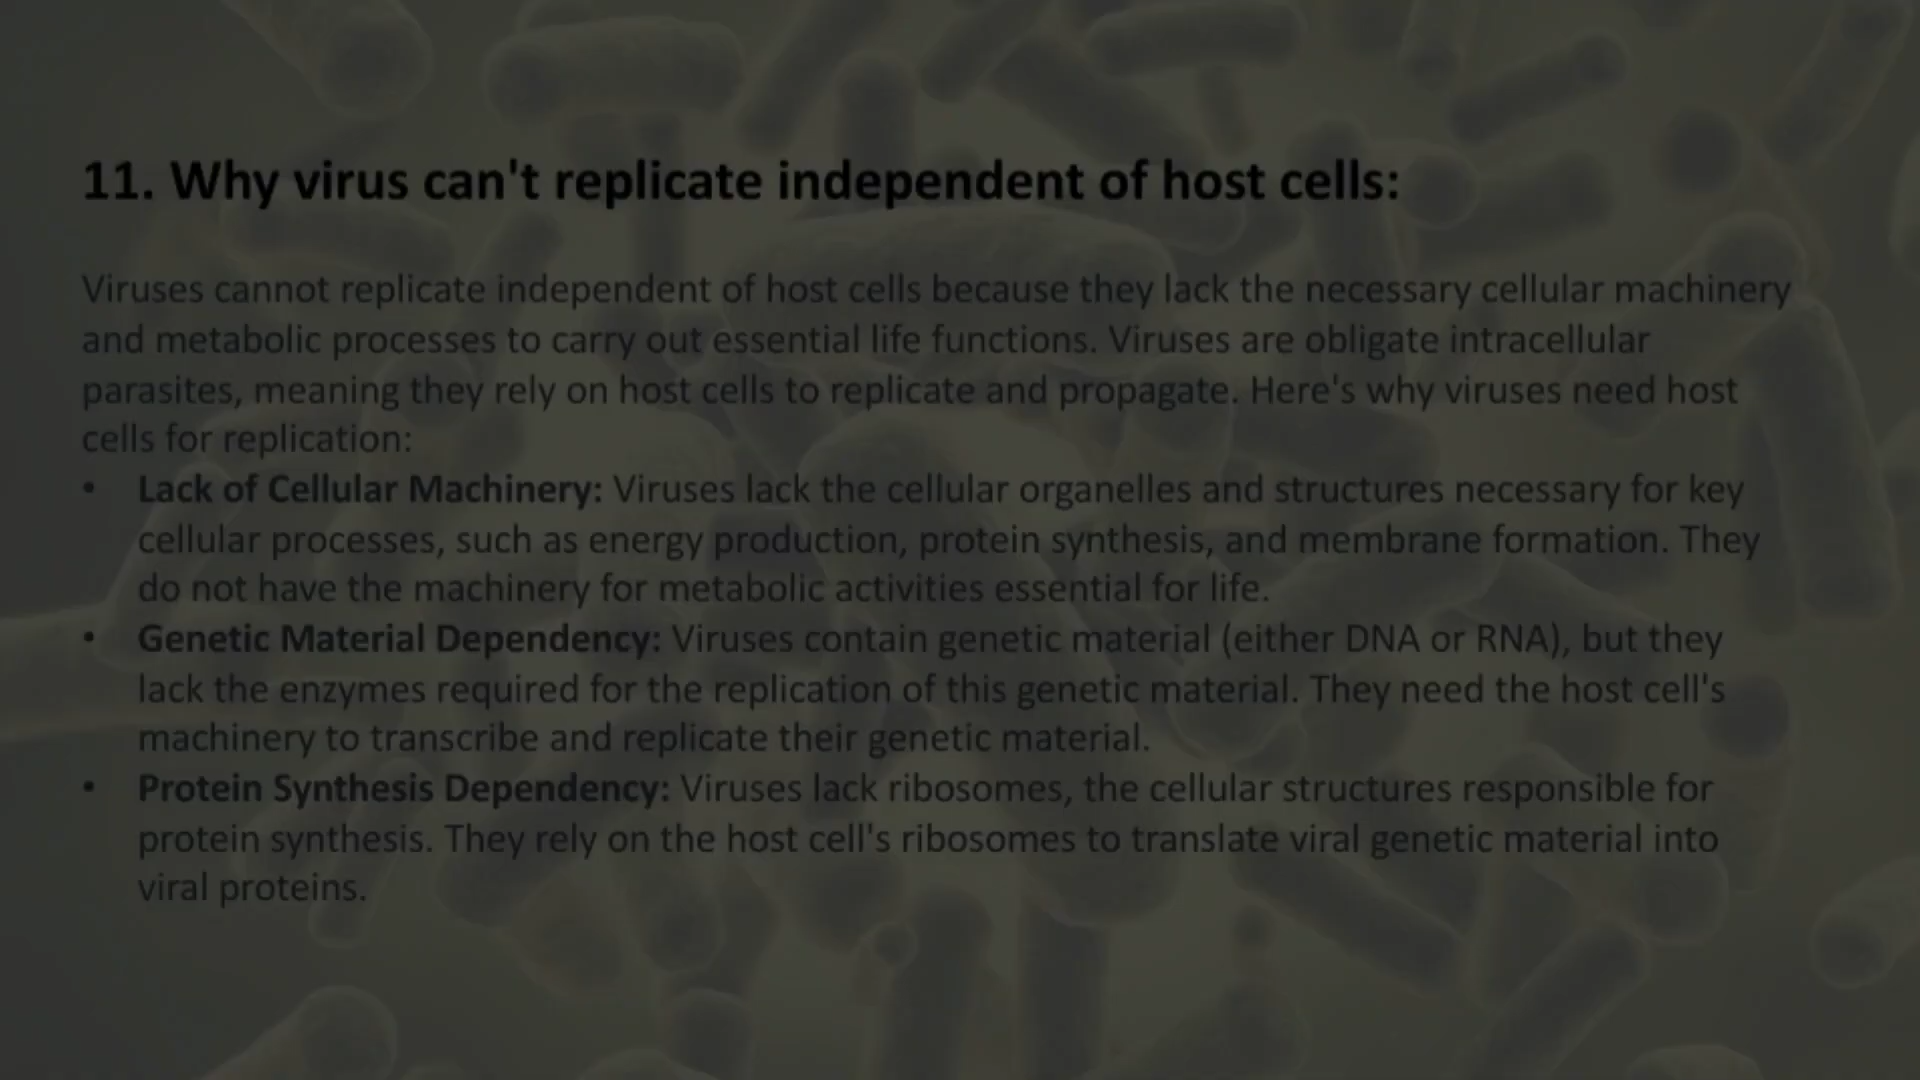 11. Why virus can't replicate independent of host cells:
Viruses cannot replicate independent of host cells because they lack the necessary cellular machinery
and metabolic processes to carry out essential life functions. Viruses are obligate intracellular
parasites, meaning they rely on host cells to replicate and propagate. Here's why viruses need host
cells for replication:
• Lack of Cellular Machinery: Viruses lack the cellular organelles and structures necessary for key
cellular processes, such as energy production, protein synthesis, and membrane formation. They
do not have the machinery for metabolic activities essential for life.
• Genetic Material Dependency: Viruses contain genetic material (either DNA or RNA), but they
lack the enzymes required for the replication of this genetic material. They need the host cell's
machinery to transcribe and replicate their genetic material.
• Protein Synthesis Dependency: Viruses lack ribosomes, the cellular structures responsible for
protein synthesis. They rely on the host cell's ribosomes to translate viral genetic material into
viral proteins.